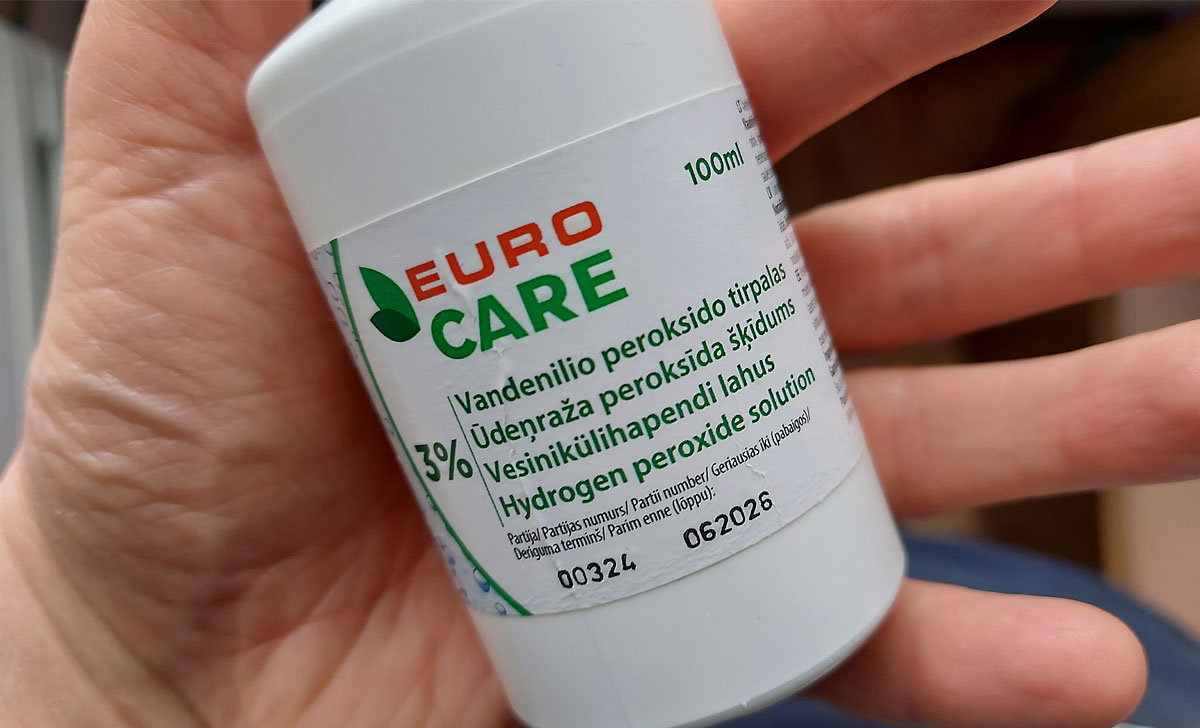 100ml
EURO
CARE
3%
Vandenilio peroksido tirpalas
Ūdeņraža peroksīda šķīdums
Vesinikülihapendi lahus
Hydrogen peroxide solution
Partija/ Partijas numurs/ Partii number/ Geriausias iki (pabaigos)/
Derīguma termiņš/ Parim enne (lõppu):
00324 062026